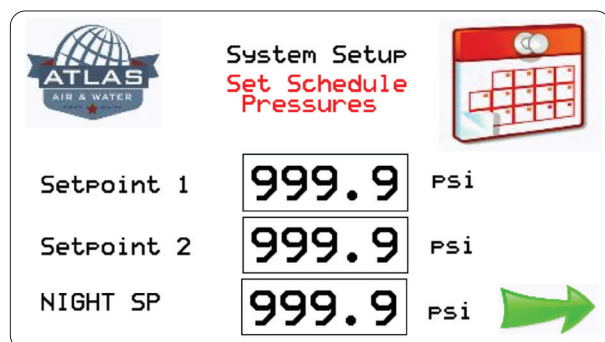 ATLAS
AIR & WATER
System Setup
Set Schedule
Pressures
Setpoint 1 999.9 psi
Setpoint 2 999.9 psi
NIGHT SP 999.9 psi